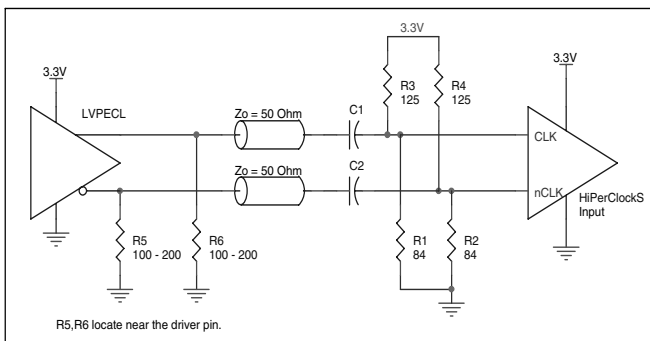 3.3V
3.3V
3.3V
LVPECL
R3
125
R4
125
Zo = 50 Ohm
C1
CLK
Zo = 50 Ohm
C2
nCLK
HiPerClockS
Input
R5
100 - 200
R6
100 - 200
R1
84
R2
84
R5,R6 locate near the driver pin.